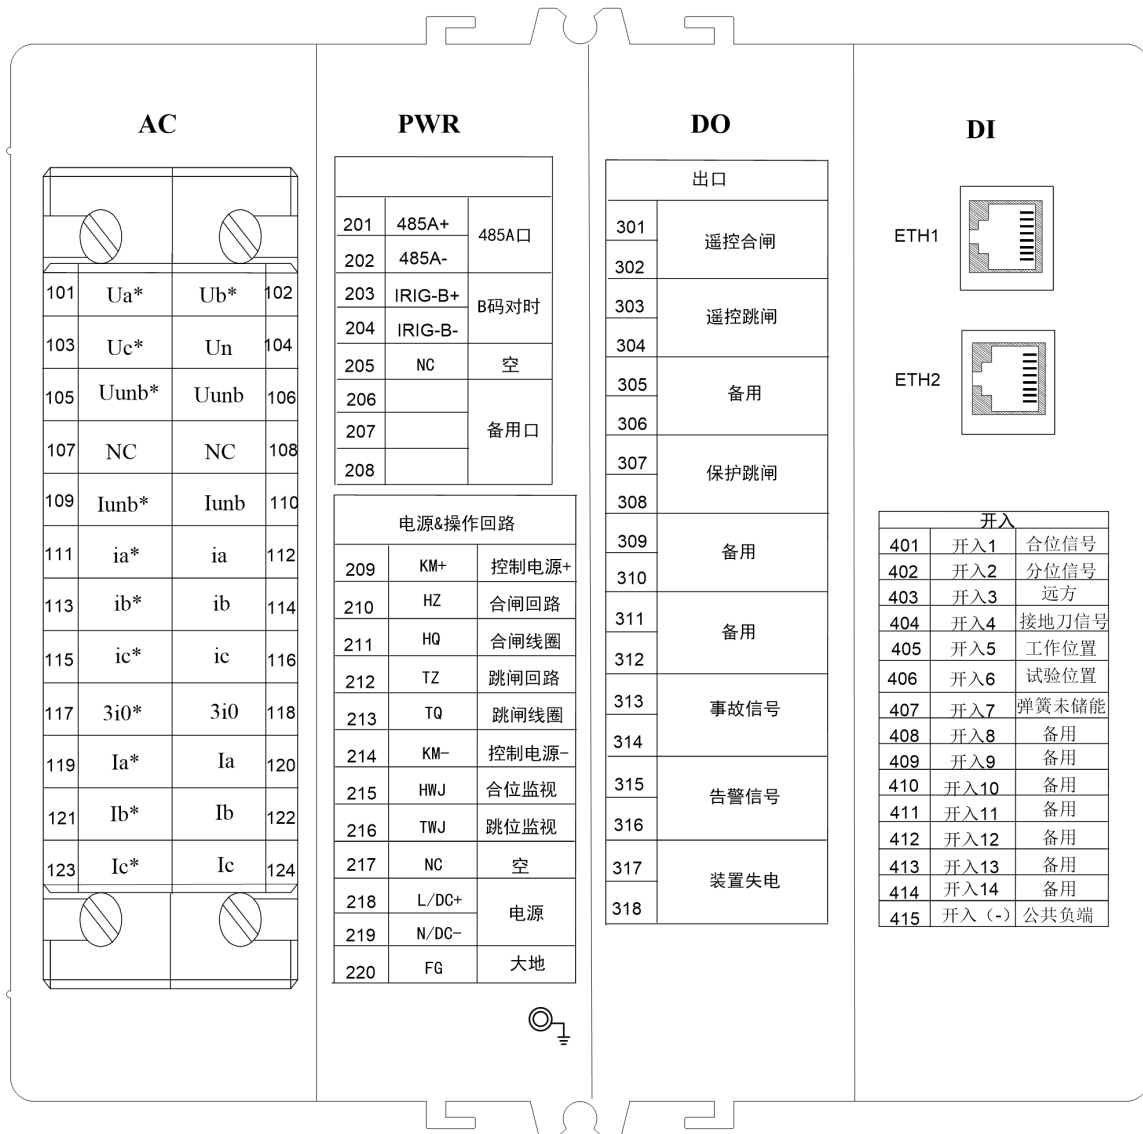 AC
101 Ua* Ub* 102
103 Uc* Un 104
105 Uunb* Uunb 106
107 NC NC 108
109 Iunb* Iunb 110
111 ia* ia 112
113 ib* ib 114
115 ic* ic 116
117 3i0* 3i0 118
119 Ia* Ia 120
121 Ib* Ib 122
123 Ic* Ic 124
PWR
201 485A+ 485A口
202 485A-
203 IRIG-B+ B码对时
204 IRIG-B-
205 NC 空
206
207 备用口
208
电源&操作回路
209 KM+ 控制电源+
210 HZ 合闸回路
211 HQ 合闸线圈
212 TZ 跳闸回路
213 TQ 跳闸线圈
214 KM- 控制电源-
215 HWJ 合位监视
216 TWJ 跳位监视
217 NC 空
218 L/DC+ 电源
219 N/DC-
220 FG 大地
DO
出口
301 遥控合闸
302
303 遥控跳闸
304
305 备用
306
307 保护跳闸
308
309 备用
310
311 备用
312
313 事故信号
314
315 告警信号
316
317 装置失电
318
DI
ETH1
ETH2
开入
401 开入1 合位信号
402 开入2 分位信号
403 开入3 远方
404 开入4 接地刀信号
405 开入5 工作位置
406 开入6 试验位置
407 开入7 弹簧未储能
408 开入8 备用
409 开入9 备用
410 开入10 备用
411 开入11 备用
412 开入12 备用
413 开入13 备用
414 开入14 备用
415 开入（-） 公共负端